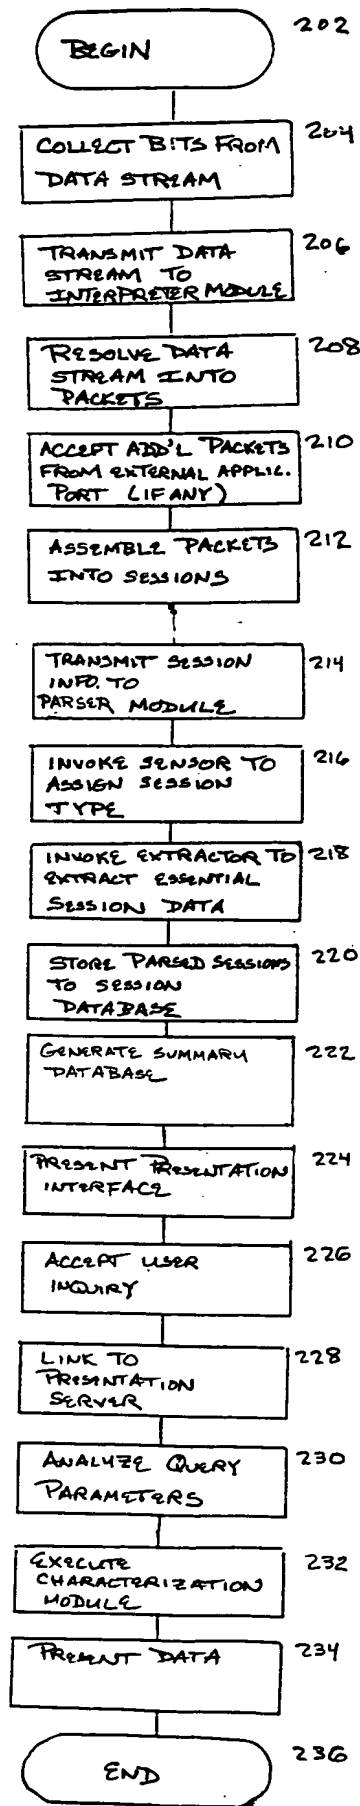 202
BEGIN
204
COLLECT BITS FROM
DATA STREAM
206
TRANSMIT DATA
STREAM TO
INTERPRETER MODULE
208
RESOLVE DATA
STREAM INTO
PACKETS
210
ACCEPT ADD'L PACKETS
FROM EXTERNAL APPLIC.
PORT (IF ANY)
212
ASSEMBLE PACKETS
INTO SESSIONS
214
TRANSMIT SESSION
INFO. TO
PARSER MODULE
216
INVOKE SENSOR TO
ASSIGN SESSION
TYPE
218
INVOKE EXTRACTOR TO
EXTRACT ESSENTIAL
SESSION DATA
220
STORE PARSED SESSIONS
TO SESSION
DATABASE
222
GENERATE SUMMARY
DATABASE
224
PRESENT PRESENTATION
INTERFACE
226
ACCEPT USER
INQUIRY
228
LINK TO
PRESENTATION
SERVER
230
ANALYZE QUERY
PARAMETERS
232
EXECUTE
CHARACTERIZATION
MODULE
234
PRESENT DATA
236
END